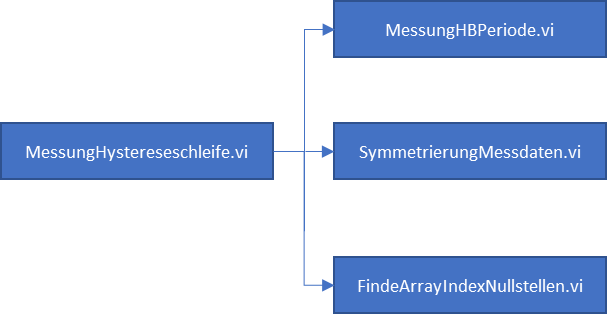 MessungHBPeriode.vi
MessungHystereseschleife.vi
SymmetrierungMessdaten.vi
FindeArrayIndexNullstellen.vi